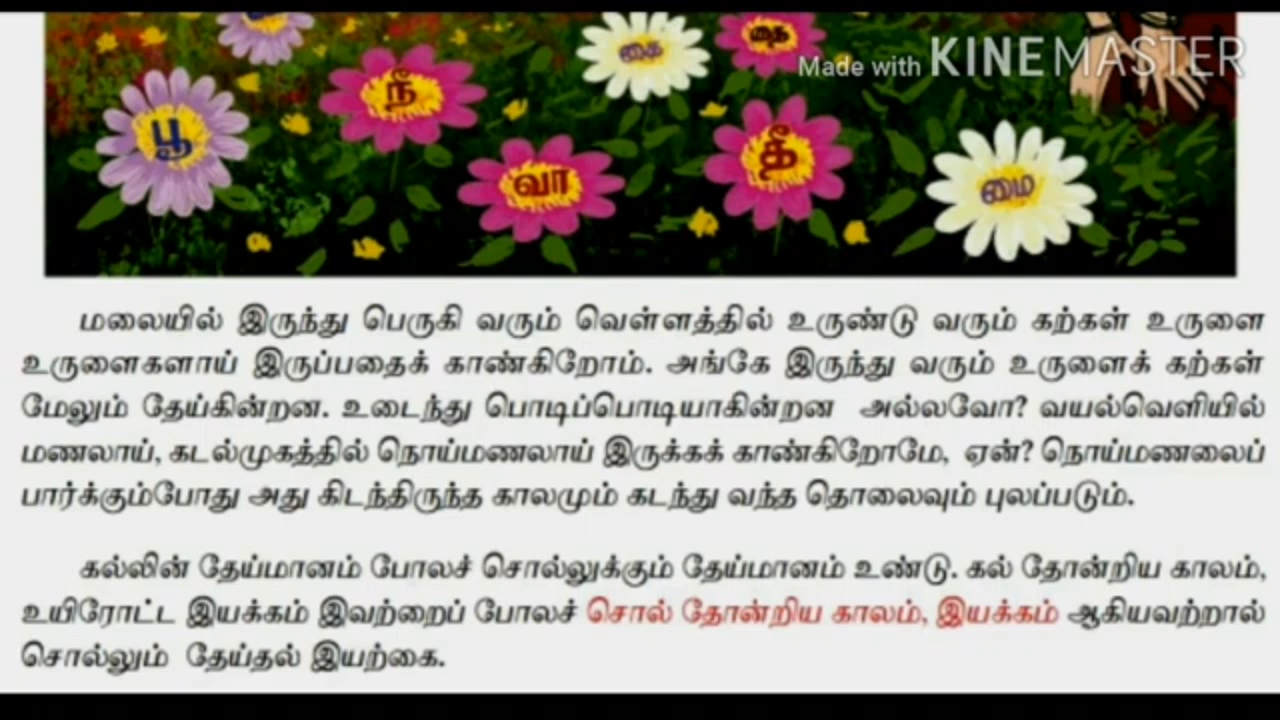 தை
தை
Made with KINEMASTER
நீ
பூ
வா
தீ
மை
மலையில் இருந்து பெருகி வரும் வெள்ளத்தில் உருண்டு வரும் கற்கள் உருளை
உருளைகளாய் இருப்பதைக் காண்கிறோம். அங்கே இருந்து வரும் உருளைக் கற்கள்
மேலும் தேய்கின்றன. உடைந்து பொடிப்பொடியாகின்றன அல்லவோ? வயல்வெளியில்
மணலாய், கடல்முகத்தில் நொய்மணலாய் இருக்கக் காண்கிறோமே, ஏன்? நொய்மணலைப்
பார்க்கும்போது அது கிடந்திருந்த காலமும் கடந்து வந்த தொலைவும் புலப்படும்.
கல்லின் தேய்மானம் போலச் சொல்லுக்கும் தேய்மானம் உண்டு. கல் தோன்றிய காலம்,
உயிரோட்ட இயக்கம் இவற்றைப் போலச் சொல் தோன்றிய காலம், இயக்கம் ஆகியவற்றால்
சொல்லும் தேய்தல் இயற்கை.